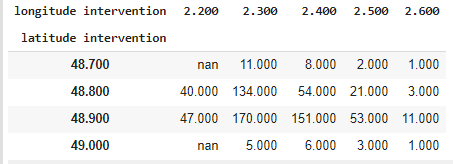 longitude intervention 2.200 2.300 2.400 2.500 2.600
latitude intervention
48.700 nan 11.000 8.000 2.000 1.000
48.800 40.000 134.000 54.000 21.000 3.000
48.900 47.000 170.000 151.000 53.000 11.000
49.000 nan 5.000 6.000 3.000 1.000